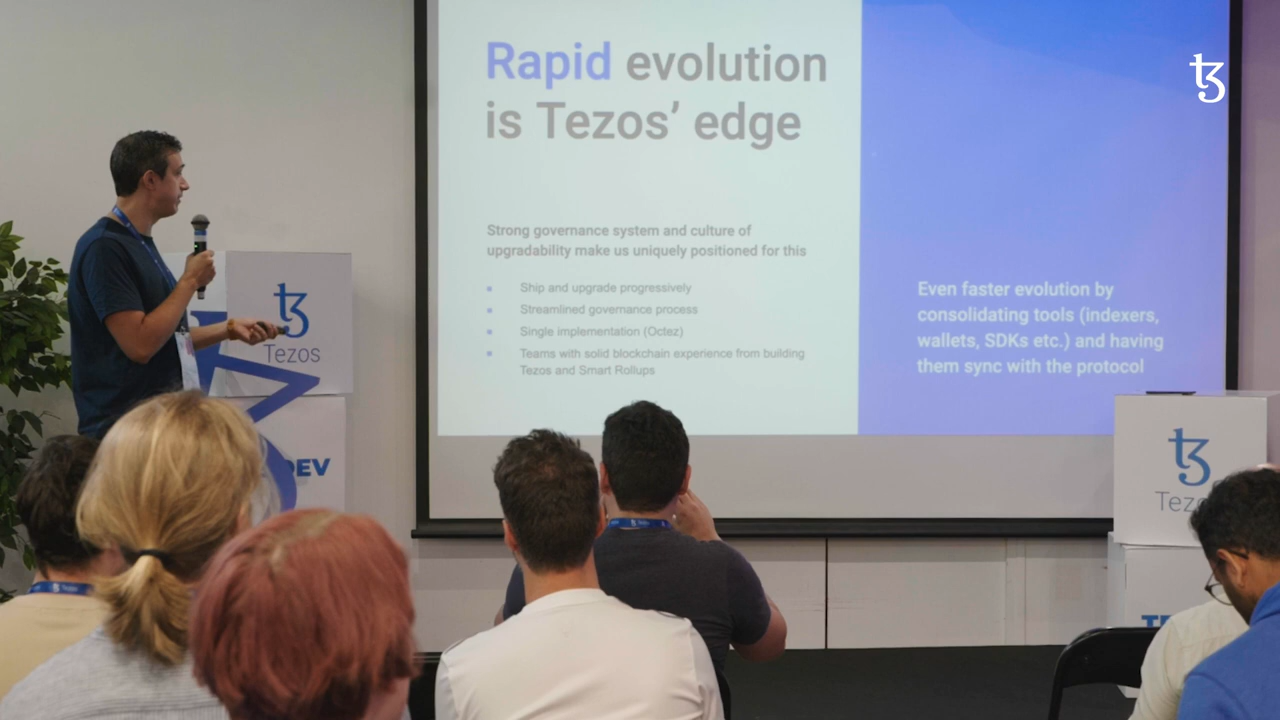 Rapid evolution
is Tezos’ edge
Strong governance system and culture of
upgradability make us uniquely positioned for this
Ship and upgrade progressively
Streamlined governance process
Single implementation (Octez)
Teams with solid blockchain experience from building
Tezos and Smart Rollups
Even faster evolution by
consolidating tools (indexers,
wallets, SDKs etc.) and having
them sync with the protocol
Tezos
DEV